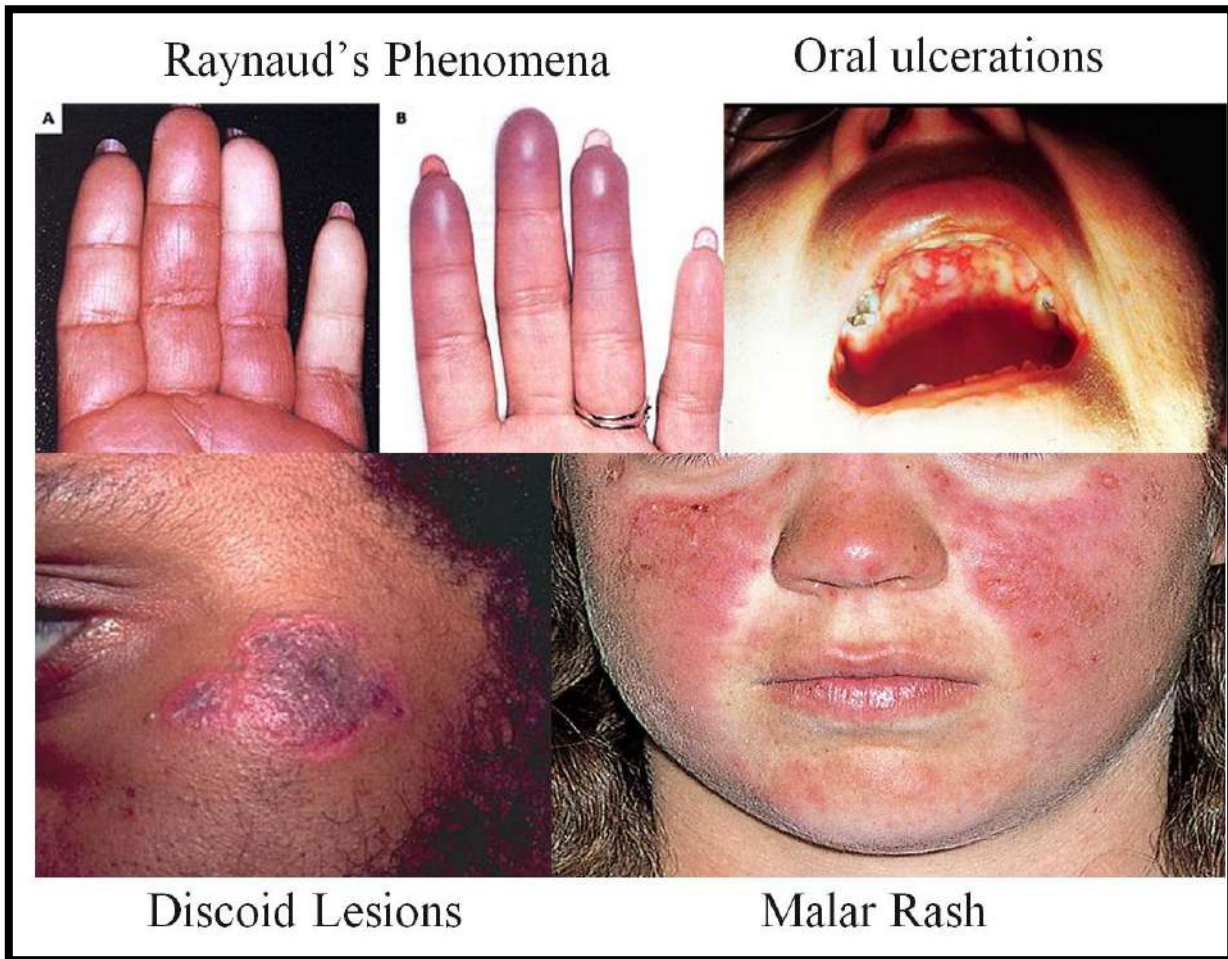 Raynaud's Phenomena
Oral ulcerations
A
B
Discoid Lesions
Malar Rash